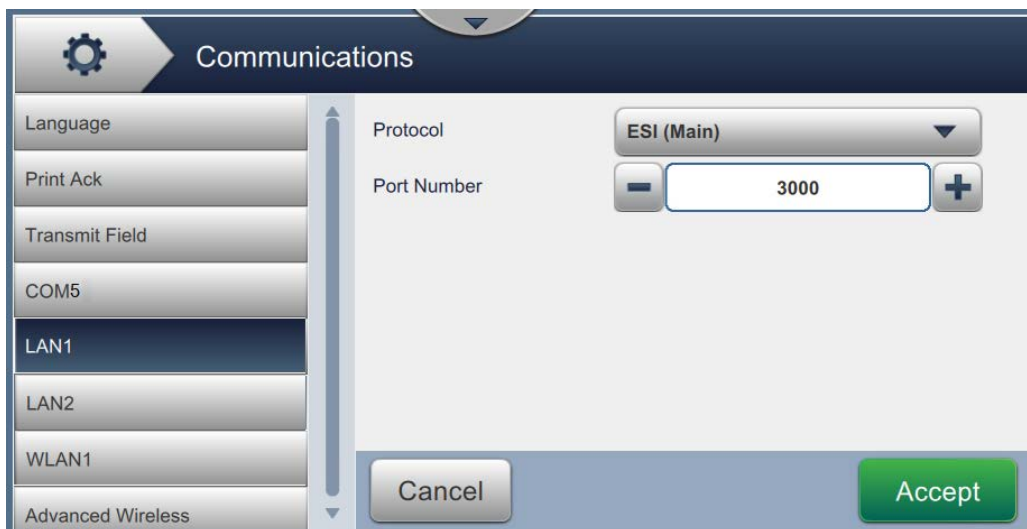 Communications
Language
Print Ack
Transmit Field
COM5
LAN1
LAN2
WLAN1
Advanced Wireless
Protocol
ESI (Main)
Port Number
3000
Cancel
Accept